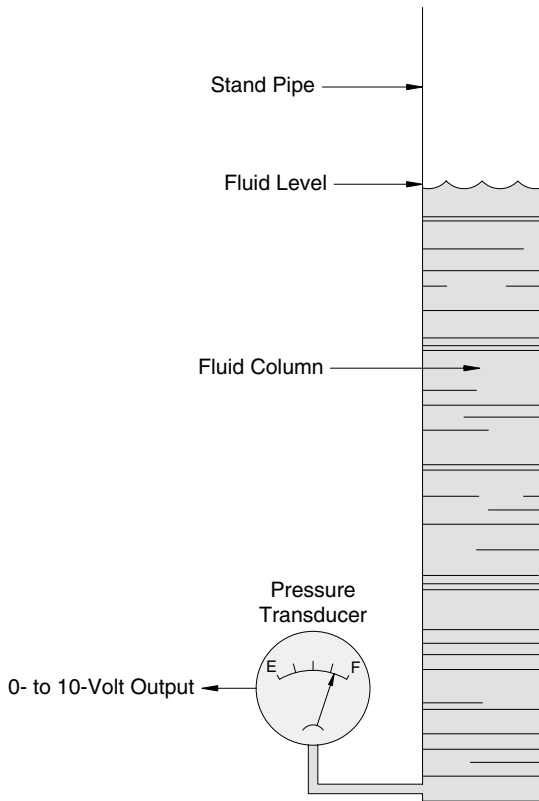 Stand Pipe
Fluid Level
Fluid Column
Pressure
Transducer
E F
0- to 10-Volt Output